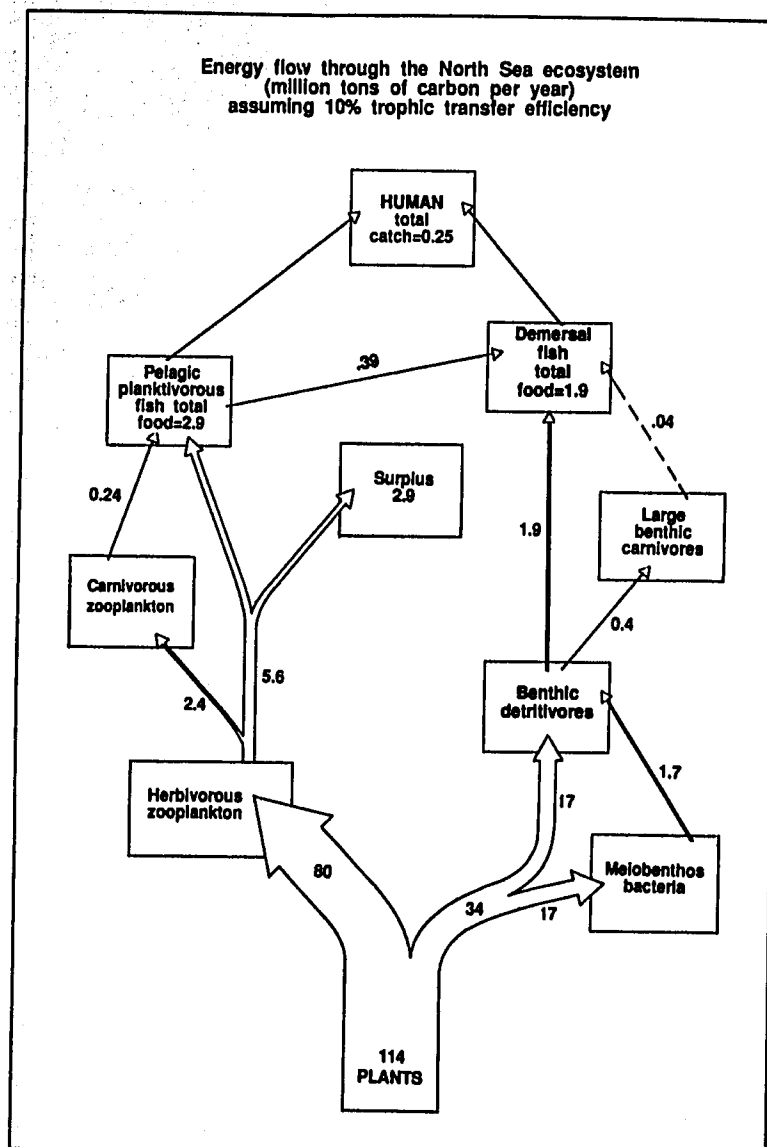 Energy flow through the North Sea ecosystem
(million tons of carbon per year)
assuming 10% trophic transfer efficiency
HUMAN
total
catch=0.25
Pelagic
planktivorous
fish total
food=2.9
.39
Demersal
fish
total
food=1.9
.04
0.24
Surplus
2.9
1.9
Large
benthic
carnivores
Carnivorous
zooplankton
0.4
2.4
5.6
Benthic
detritivores
1.7
Herbivorous
zooplankton
17
80
Meiobenthos
bacteria
34
17
114
PLANTS